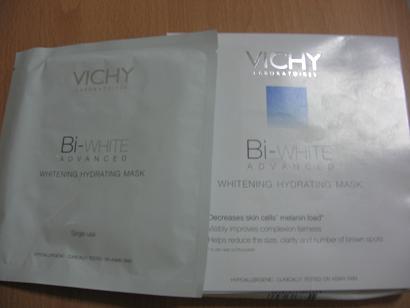 VICHY
LABORATOIRES
Bi-WHITE
ADVANCED
WHITENING HYDRATING MASK
Single use
VICHY
LABORATOIRES
Bi-WHITE
ADVANCED
WHITENING HYDRATING MASK
Decreases skin cells' melanin load*
Visibly improves complexion fairness
Helps reduce the size, clarity and number of brown spots
HYPOALLERGENIC. CLINICALLY TESTED ON ASIAN SKIN